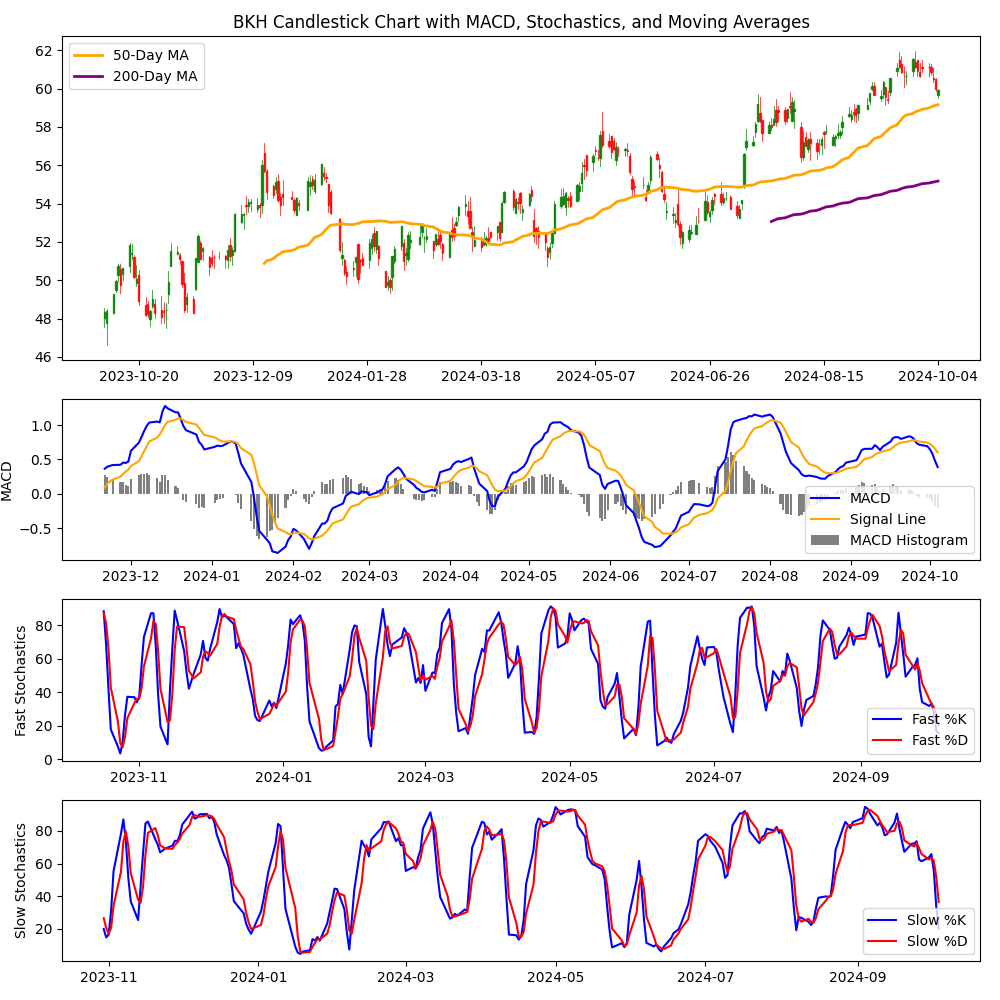 BKH Candlestick Chart with MACD, Stochastics, and Moving Averages
50-Day MA
200-Day MA
62
60
58
56
54
52
50
48
46
2023-10-20 2023-12-09 2024-01-28 2024-03-18 2024-05-07 2024-06-26 2024-08-15 2024-10-04
MACD
1.0
0.5
0.0
−0.5
MACD
Signal Line
MACD Histogram
2023-12 2024-01 2024-02 2024-03 2024-04 2024-05 2024-06 2024-07 2024-08 2024-09 2024-10
Fast Stochastics
80
60
40
20
0
Fast %K
Fast %D
2023-11 2024-01 2024-03 2024-05 2024-07 2024-09
Slow Stochastics
80
60
40
20
Slow %K
Slow %D
2023-11 2024-01 2024-03 2024-05 2024-07 2024-09